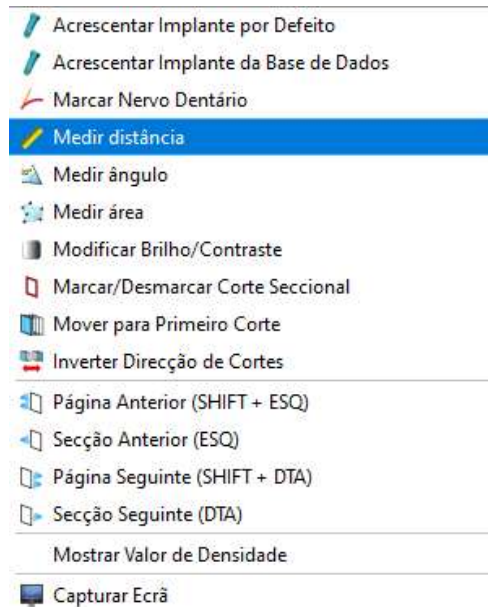 Acrescentar Implante por Defeito
Acrescentar Implante da Base de Dados
Marcar Nervo Dentário
Medir distância
Medir ângulo
Medir área
Modificar Brilho/Contraste
Marcar/Desmarcar Corte Seccional
Mover para Primeiro Corte
Inverter Direcção de Cortes
Página Anterior (SHIFT + ESQ)
Secção Anterior (ESQ)
Página Seguinte (SHIFT + DTA)
Secção Seguinte (DTA)
Mostrar Valor de Densidade
Capturar Ecrã